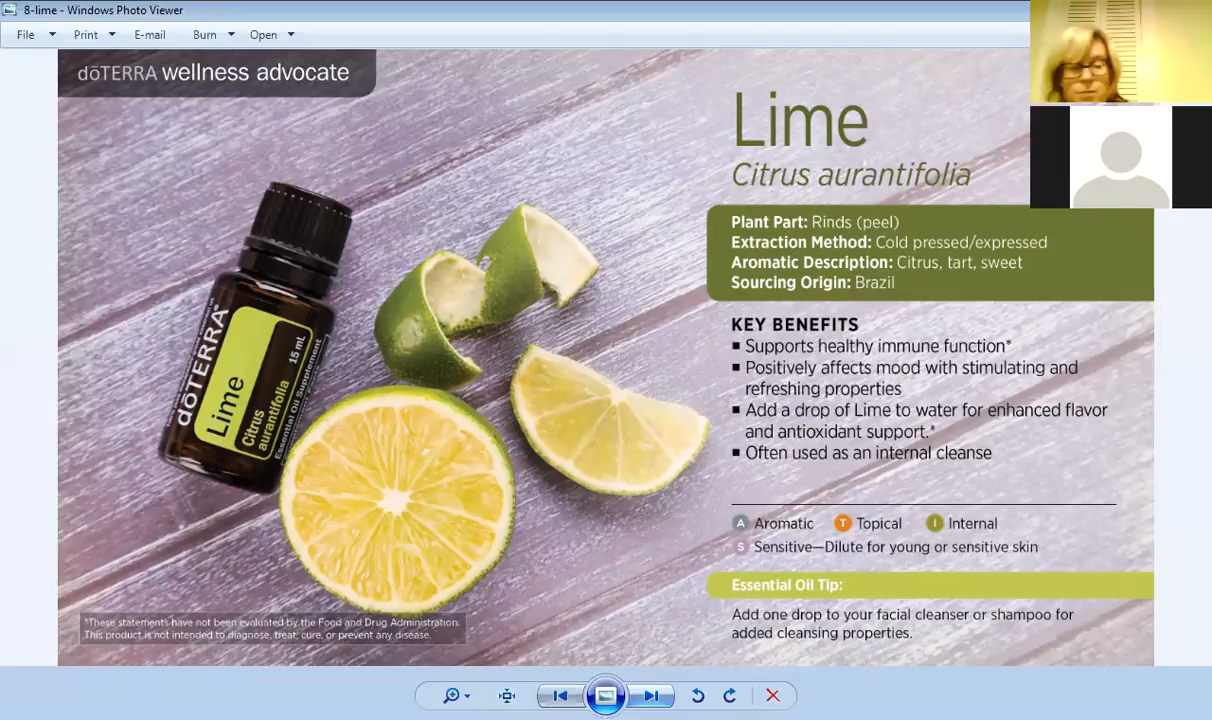 8-lime - Windows Photo Viewer
File Print E-mail Burn Open
dōTERRA wellness advocate
Lime
Citrus aurantifolia
Plant Part: Rinds (peel)
Extraction Method: Cold pressed/expressed
Aromatic Description: Citrus, tart, sweet
Sourcing Origin: Brazil
KEY BENEFITS
▪ Supports healthy immune function*
▪ Positively affects mood with stimulating and
refreshing properties
▪ Add a drop of Lime to water for enhanced flavor
and antioxidant support.*
▪ Often used as an internal cleanse
A Aromatic T Topical I Internal
S Sensitive—Dilute for young or sensitive skin
Essential Oil Tip:
Add one drop to your facial cleanser or shampoo for
added cleansing properties.
dōTERRA
Lime
Citrus
aurantifolia
15 mL
Essential Oil Supplement
*These statements have not been evaluated by the Food and Drug Administration.
This product is not intended to diagnose, treat, cure, or prevent any disease.